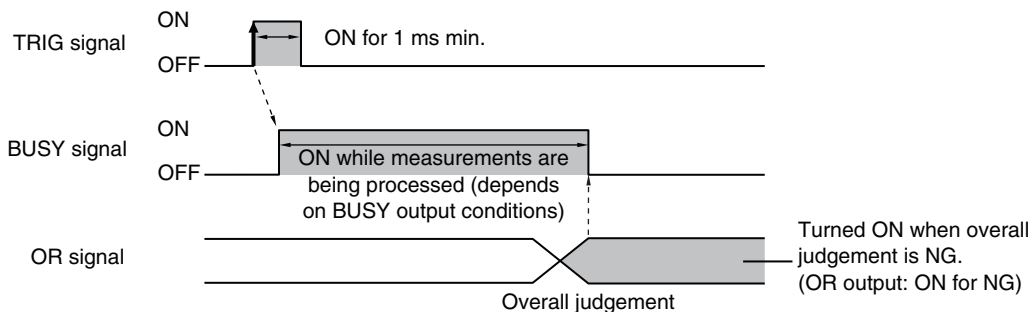 ON
TRIG signal
ON for 1 ms min.
OFF
ON
BUSY signal
ON while measurements are
OFF
being processed (depends
on BUSY output conditions)
Turned ON when overall
judgement is NG.
(OR output: ON for NG)
OR signal
Overall judgement